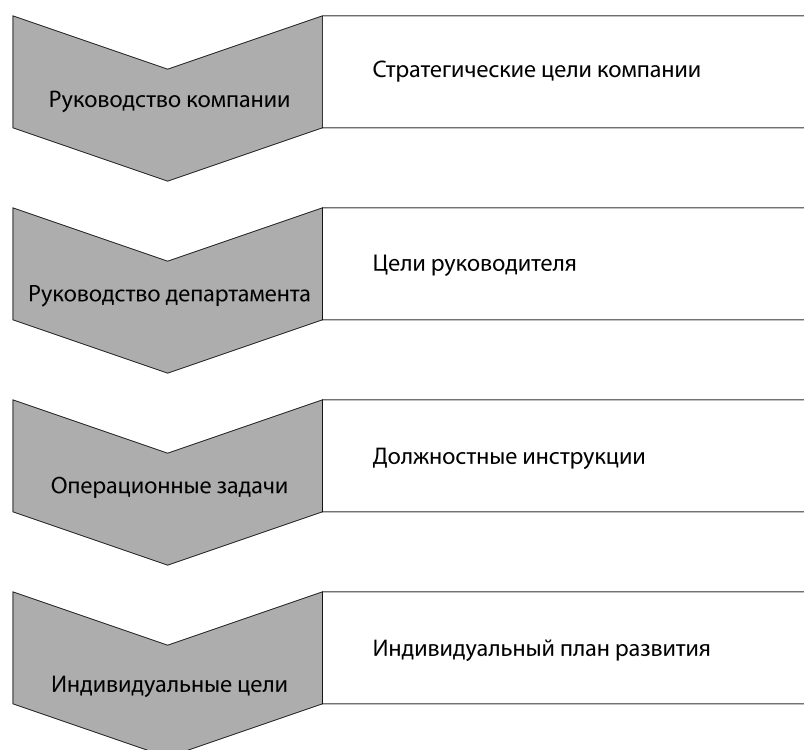 Руководство компании
Стратегические цели компании
Руководство департамента
Цели руководителя
Операционные задачи
Должностные инструкции
Индивидуальные цели
Индивидуальный план развития